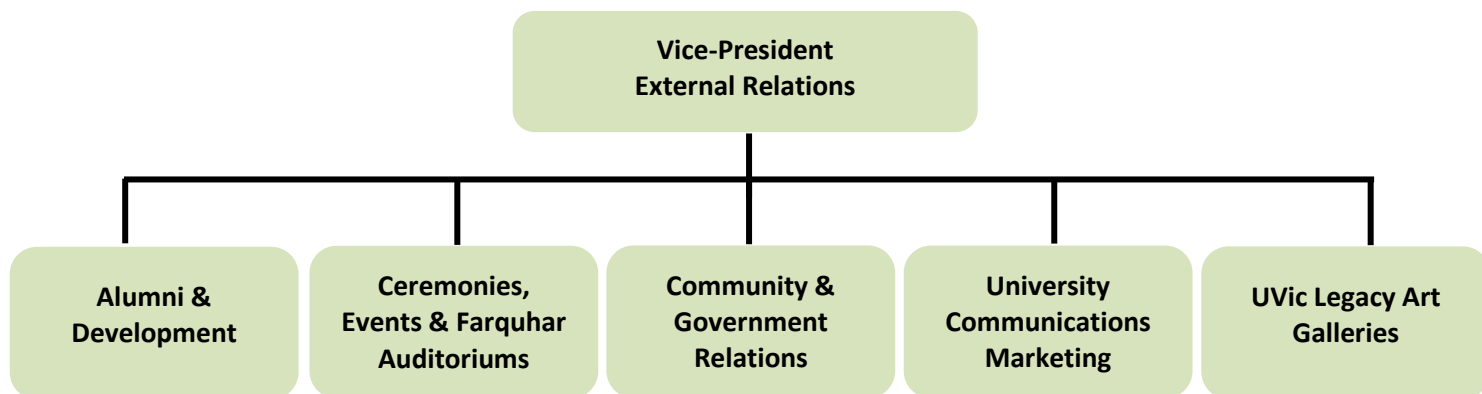 Vice-President
External Relations
Alumni &
Development
Ceremonies,
Events & Farquhar
Auditoriums
Community &
Government
Relations
University
Communications
Marketing
UVic Legacy Art
Galleries